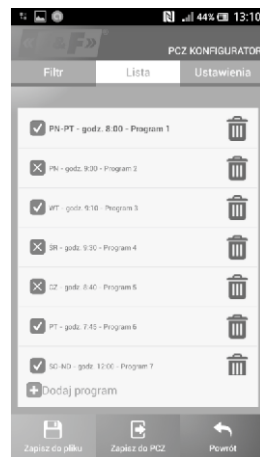 44% 13:10
«F&F»
PCZ KONFIGURATOR
Filtr Lista Ustawienia
PN-PT - godz. 8:00 - Program 1
PN - godz. 9:00 - Program 2
WT - godz. 9:10 - Program 3
SR - godz. 9:30 - Program 4
CZ - godz. 8:40 - Program 5
PT - godz. 7:45 - Program 6
SO-ND - godz. 12:00 - Program 7
Dodaj program
Zapisz do pliku Zapisz do PCZ Powrót